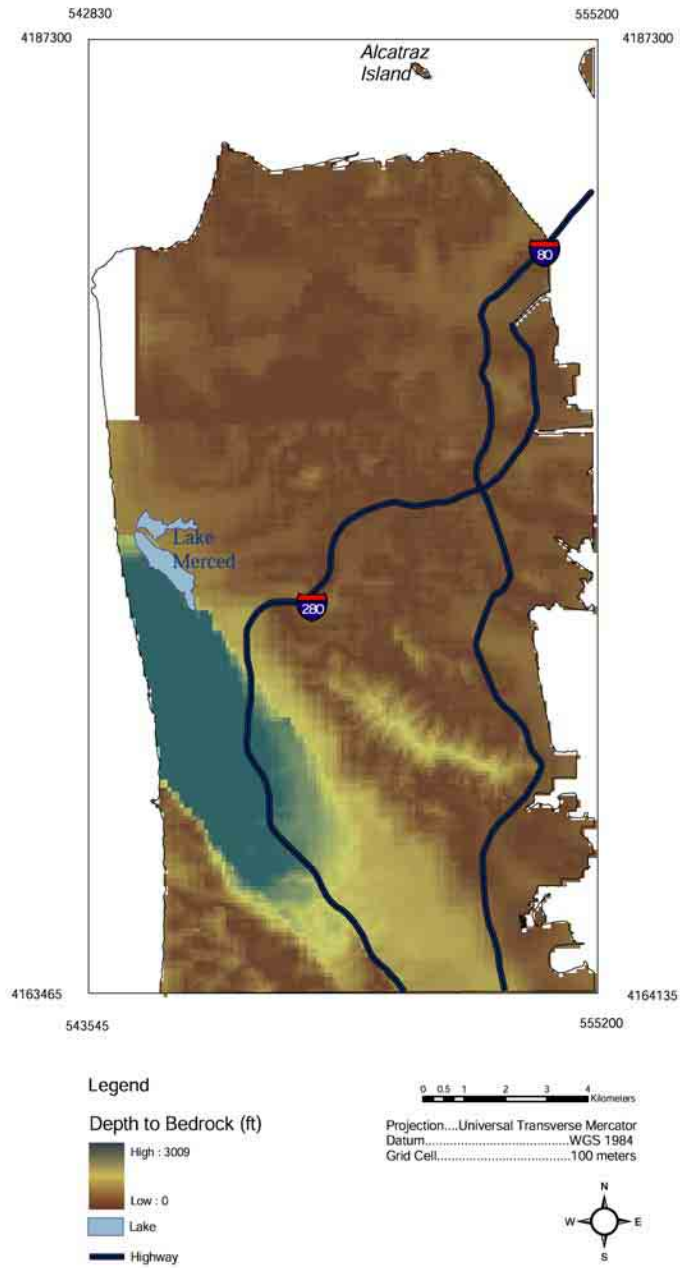 542830
555200
4187300
4187300
Alcatraz
Island
80
Lake
Merced
280
4163465
4164135
543545
555200
Legend
Depth to Bedrock (ft)
High : 3009
Low : 0
Lake
Highway
0 0.5 1 2 3 4
Kilometers
Projection....Universal Transverse Mercator
Datum..................................WGS 1984
Grid Cell.................................100 meters
N
W E
S